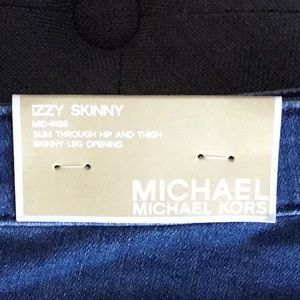 IZZY SKINNY
MID-RISE
SLIM THROUGH HIP AND THIGH
SKINNY LEG OPENING
MICHAEL
MICHAEL KORS